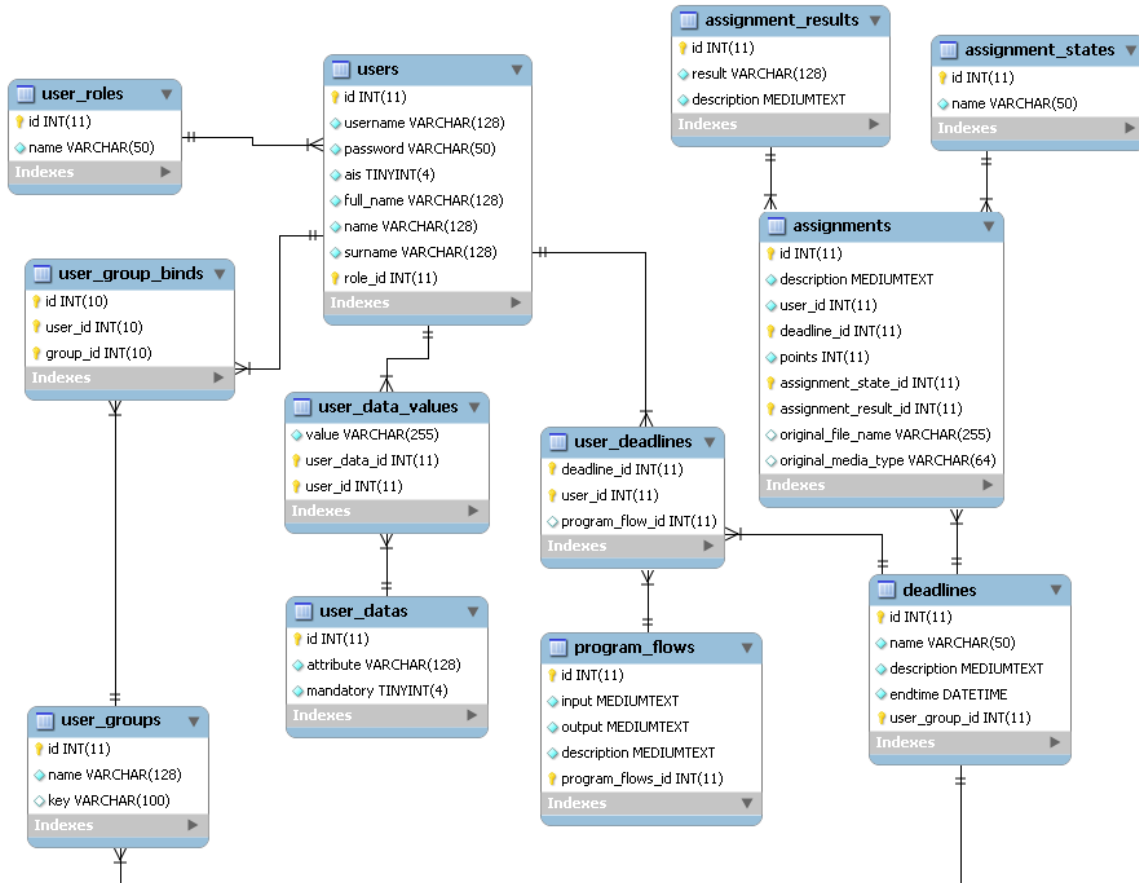 user_roles
id INT(11)
name VARCHAR(50)
Indexes
users
id INT(11)
username VARCHAR(128)
password VARCHAR(50)
ais TINYINT(4)
full_name VARCHAR(128)
name VARCHAR(128)
surname VARCHAR(128)
role_id INT(11)
Indexes
assignment_results
id INT(11)
result VARCHAR(128)
description MEDIUMTEXT
Indexes
assignment_states
id INT(11)
name VARCHAR(50)
Indexes
user_group_binds
id INT(10)
user_id INT(10)
group_id INT(10)
Indexes
assignments
id INT(11)
description MEDIUMTEXT
user_id INT(11)
deadline_id INT(11)
points INT(11)
assignment_state_id INT(11)
assignment_result_id INT(11)
original_file_name VARCHAR(255)
original_media_type VARCHAR(64)
Indexes
user_data_values
value VARCHAR(255)
user_data_id INT(11)
user_id INT(11)
Indexes
user_deadlines
deadline_id INT(11)
user_id INT(11)
program_flow_id INT(11)
Indexes
user_datas
id INT(11)
attribute VARCHAR(128)
mandatory TINYINT(4)
Indexes
program_flows
id INT(11)
input MEDIUMTEXT
output MEDIUMTEXT
description MEDIUMTEXT
program_flows_id INT(11)
Indexes
deadlines
id INT(11)
name VARCHAR(50)
description MEDIUMTEXT
endtime DATETIME
user_group_id INT(11)
Indexes
user_groups
id INT(11)
name VARCHAR(128)
key VARCHAR(100)
Indexes